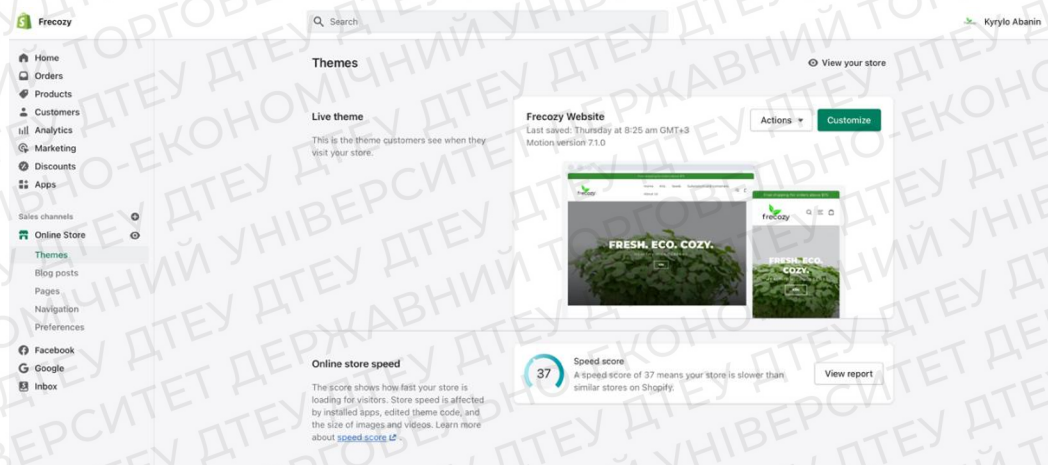 Frecozy
Search
Kyrylo Abanin
Home
Orders
Products
Customers
Analytics
Marketing
Discounts
Apps
Sales channels
Online Store
Themes
Blog posts
Pages
Navigation
Preferences
Facebook
Google
Inbox
Themes
View your store
Live theme
This is the theme customers see when they
visit your store.
Frecozy Website
Last saved: Thursday at 8:25 am GMT+3
Motion version 7.1.0
Actions
Customize
FRESH. ECO. COZY.
Free shipping for orders above $75
frecozy
FRESH. ECO.
COZY.
Online store speed
The score shows how fast your store is
loading for visitors. Store speed is affected
by installed apps, edited theme code, and
the size of images and videos. Learn more
about speed score
37
Speed score
A speed score of 37 means your store is slower than
similar stores on Shopify.
View report